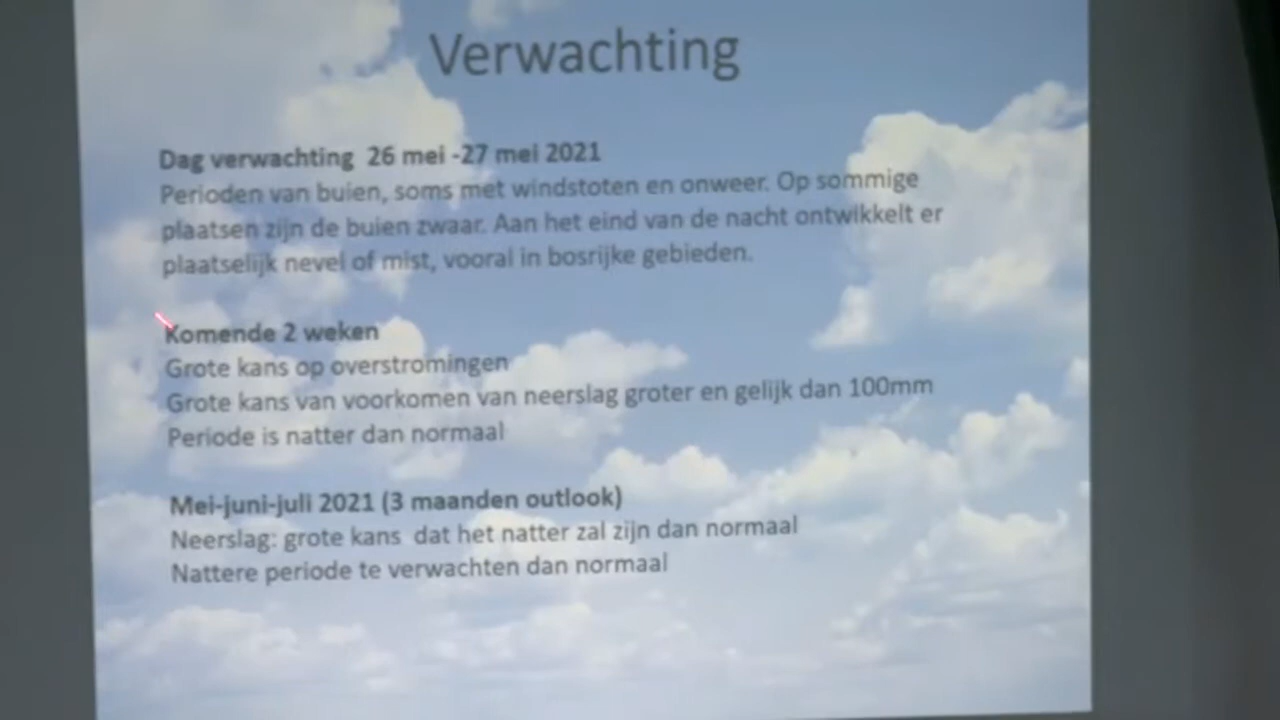 Verwachting
Dag verwachting 26 mei -27 mei 2021
Perioden van buien, soms met windstoten en onweer. Op sommige
plaatsen zijn de buien zwaar. Aan het eind van de nacht ontwikkelt er
plaatselijk nevel of mist, vooral in bosrijke gebieden.
Komende 2 weken
Grote kans op overstromingen
Grote kans van voorkomen van neerslag groter en gelijk dan 100mm
Periode is natter dan normaal
Mei-juni-juli 2021 (3 maanden outlook)
Neerslag: grote kans dat het natter zal zijn dan normaal
Nattere periode te verwachten dan normaal